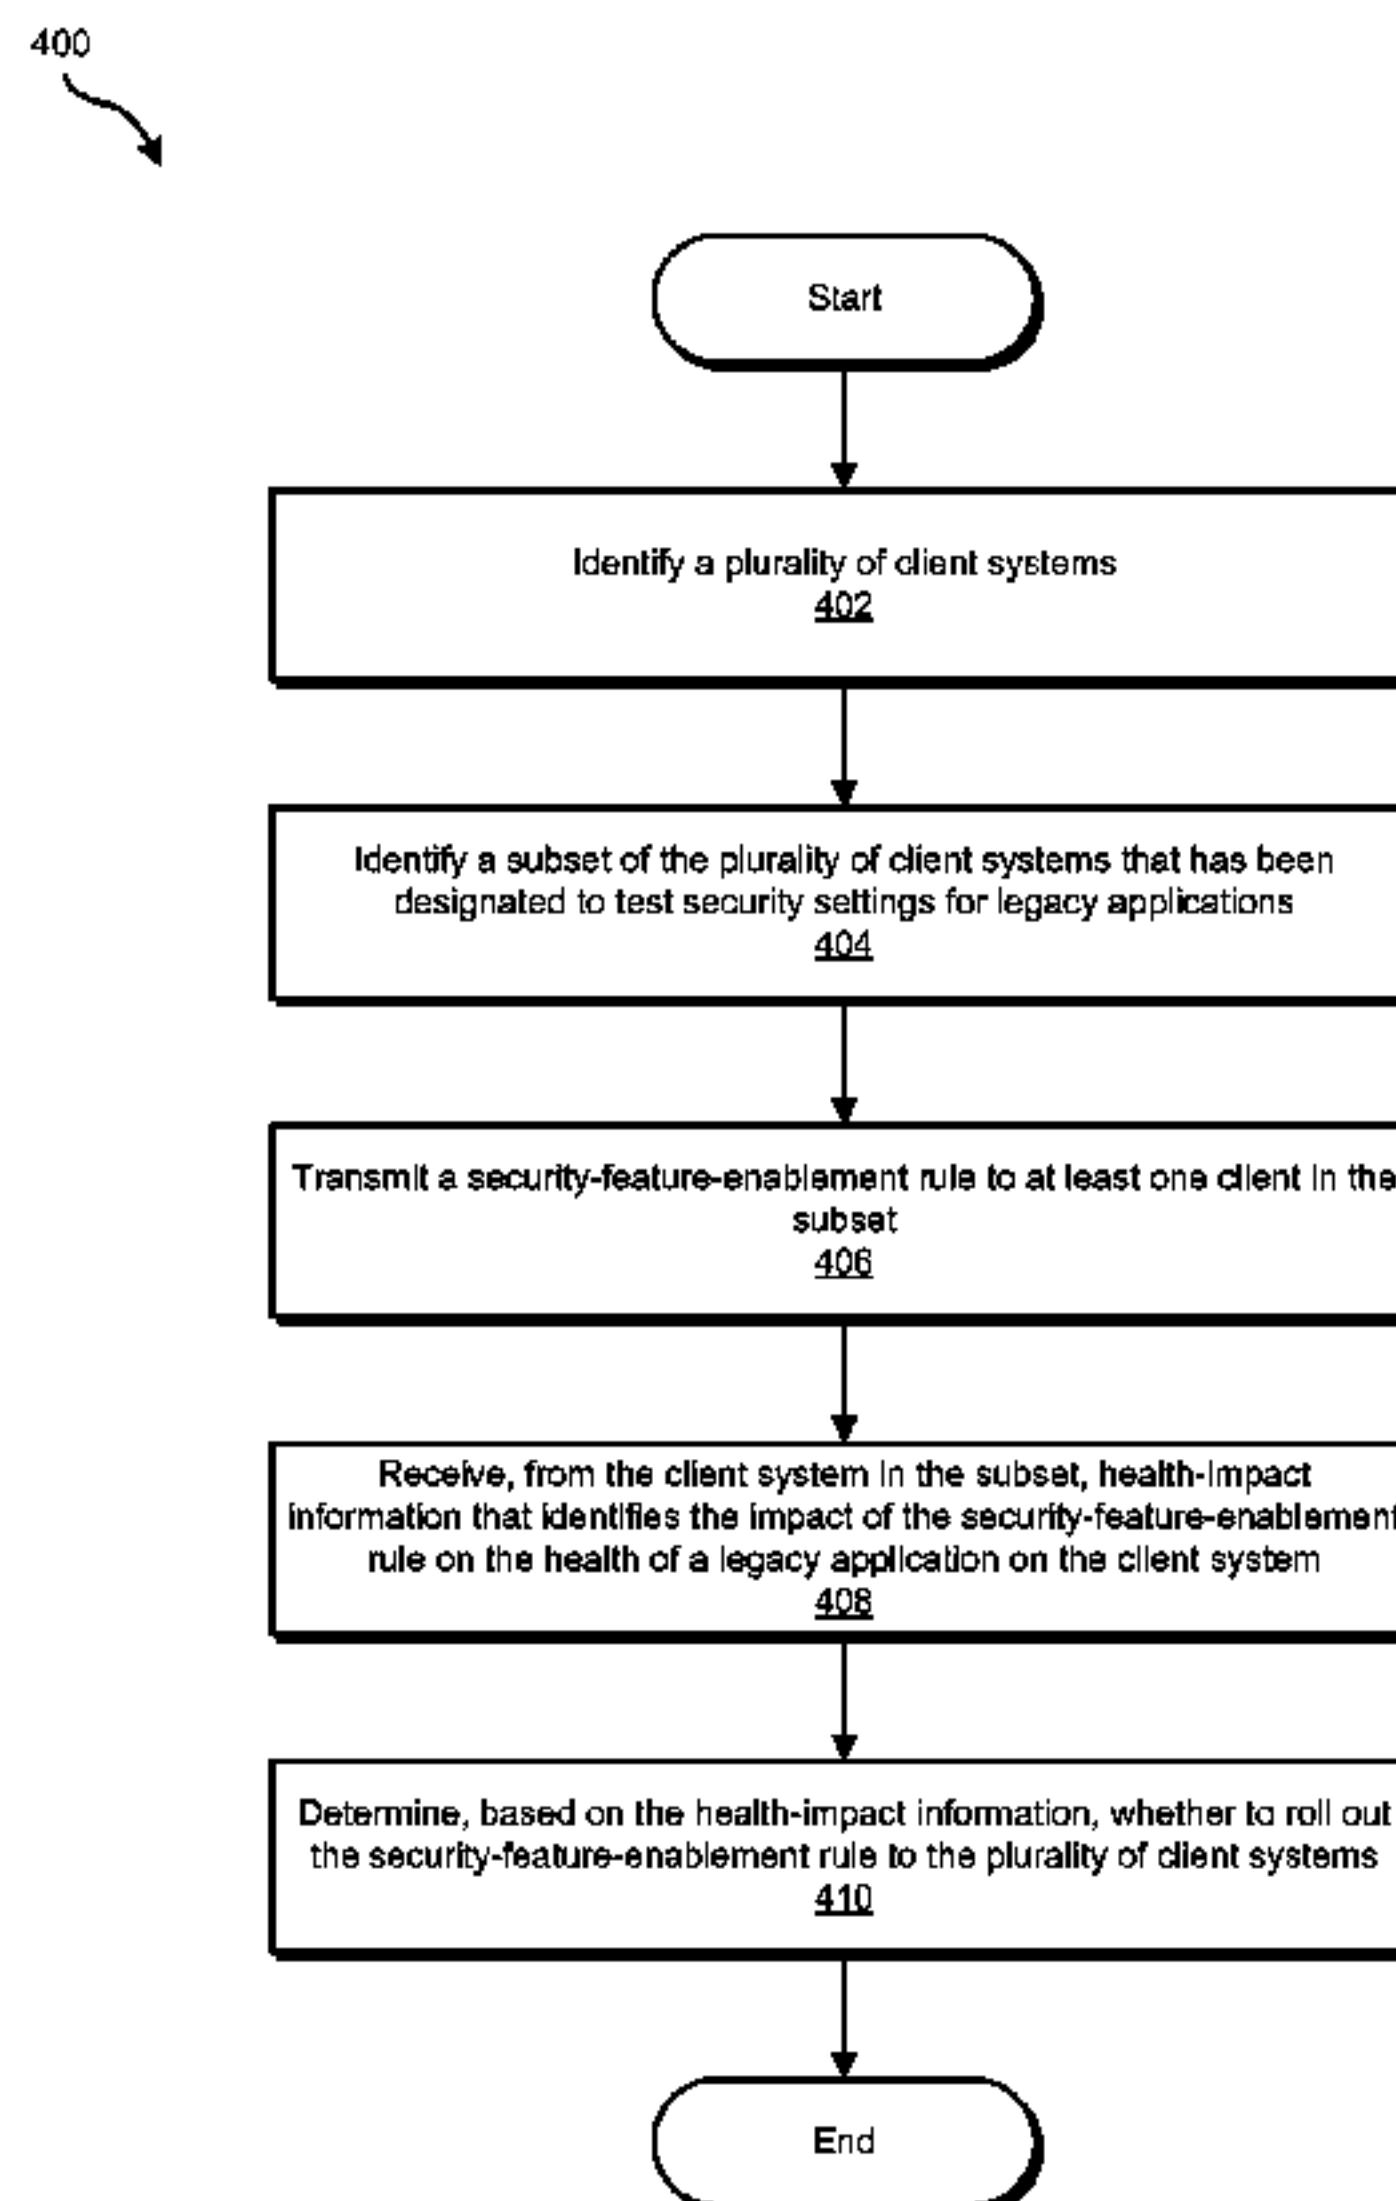 400
Start
Identify a plurality of client systems
402
Identify a subset of the plurality of client systems that has been
designated to test security settings for legacy applications
404
Transmit a security-feature-enablement rule to at least one client in the
subset
406
Receive, from the client system in the subset, health-impact
information that identifies the impact of the security-feature-enablement
rule on the health of a legacy application on the client system
408
Determine, based on the health-impact information, whether to roll out
the security-feature-enablement rule to the plurality of client systems
410
End